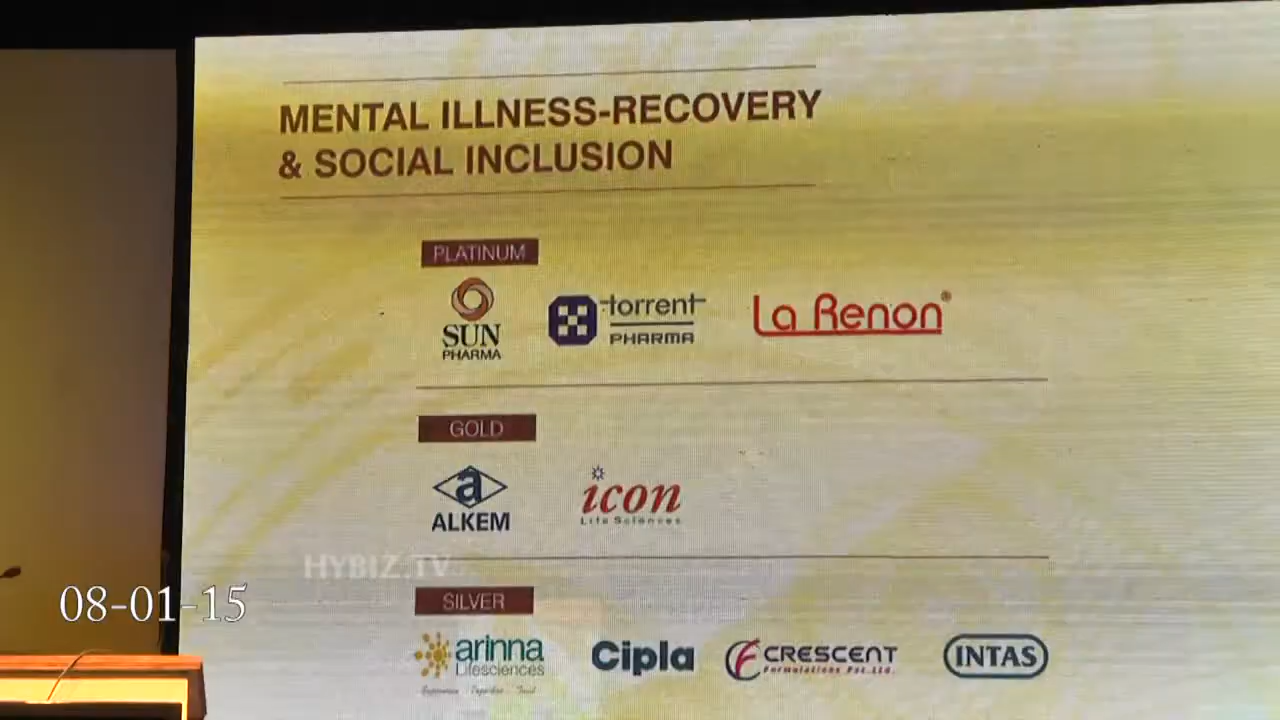 MENTAL ILLNESS-RECOVERY
& SOCIAL INCLUSION
PLATINUM
SUN
PHARMA
torrent
PHARMA
La Renon®
GOLD
a
ALKEM
icon
Life Sciences
HYBIZ.TV
08-01-15
SILVER
arinna
Lifesciences
Cipla
CRESCENT
Formulations Pvt. Ltd.
INTAS